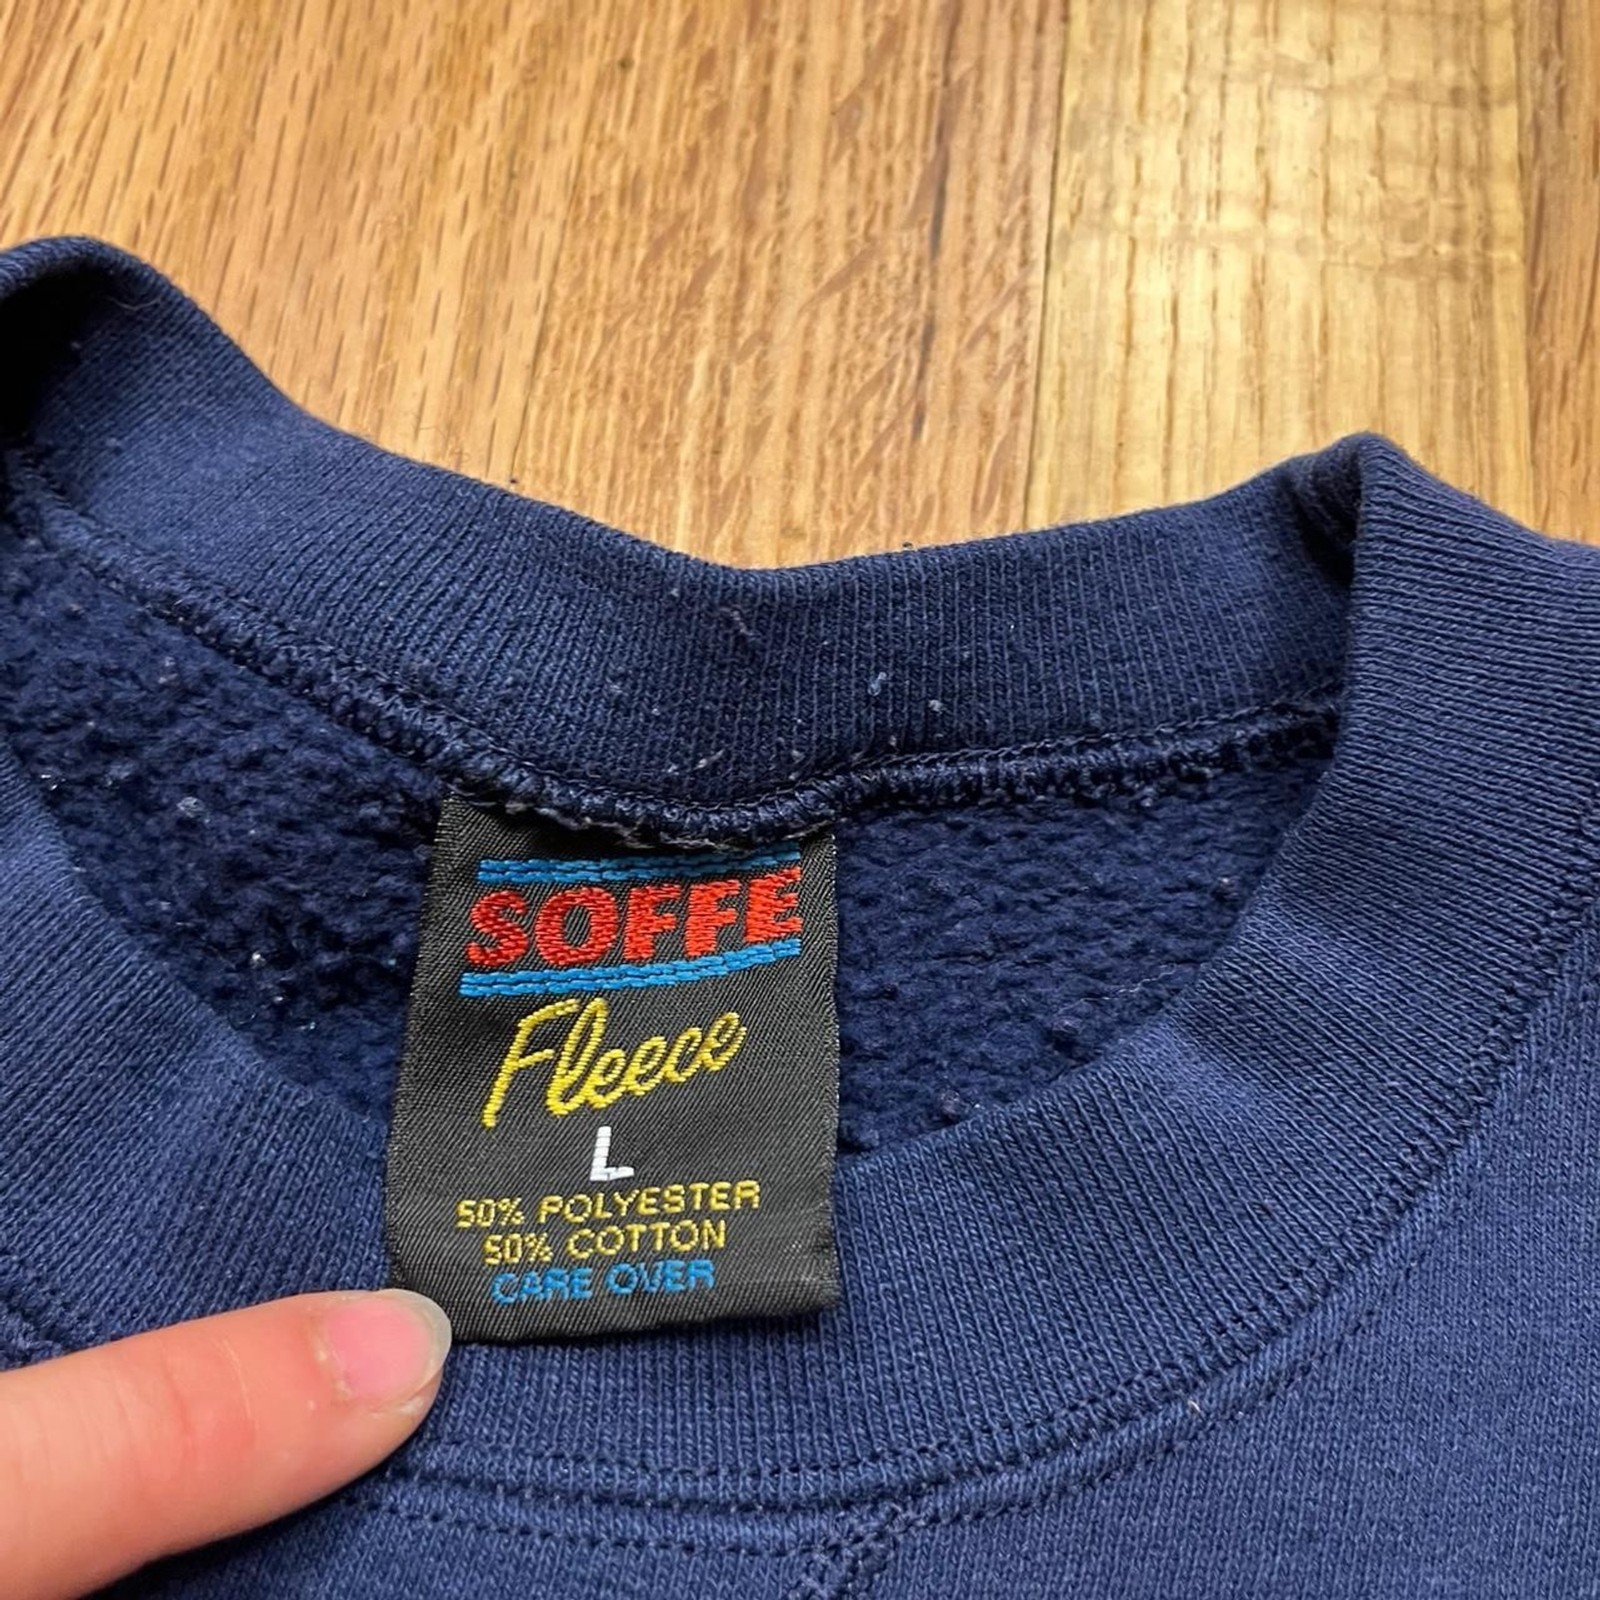 SOFFE
Fleece
L
50% POLYESTER
50% COTTON
CARE OVER